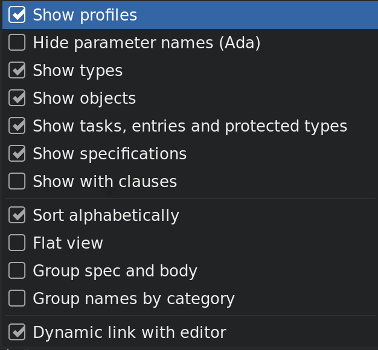 Show profiles
Hide parameter names (Ada)
Show types
Show objects
Show tasks, entries and protected types
Show specifications
Show with clauses
Sort alphabetically
Flat view
Group spec and body
Group names by category
Dynamic link with editor